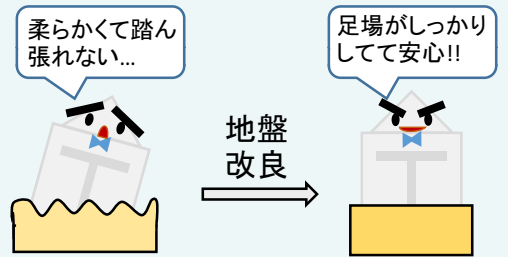 柔らかくて踏ん
張れない...
地盤
改良
足場がしっかり
してて安心!!